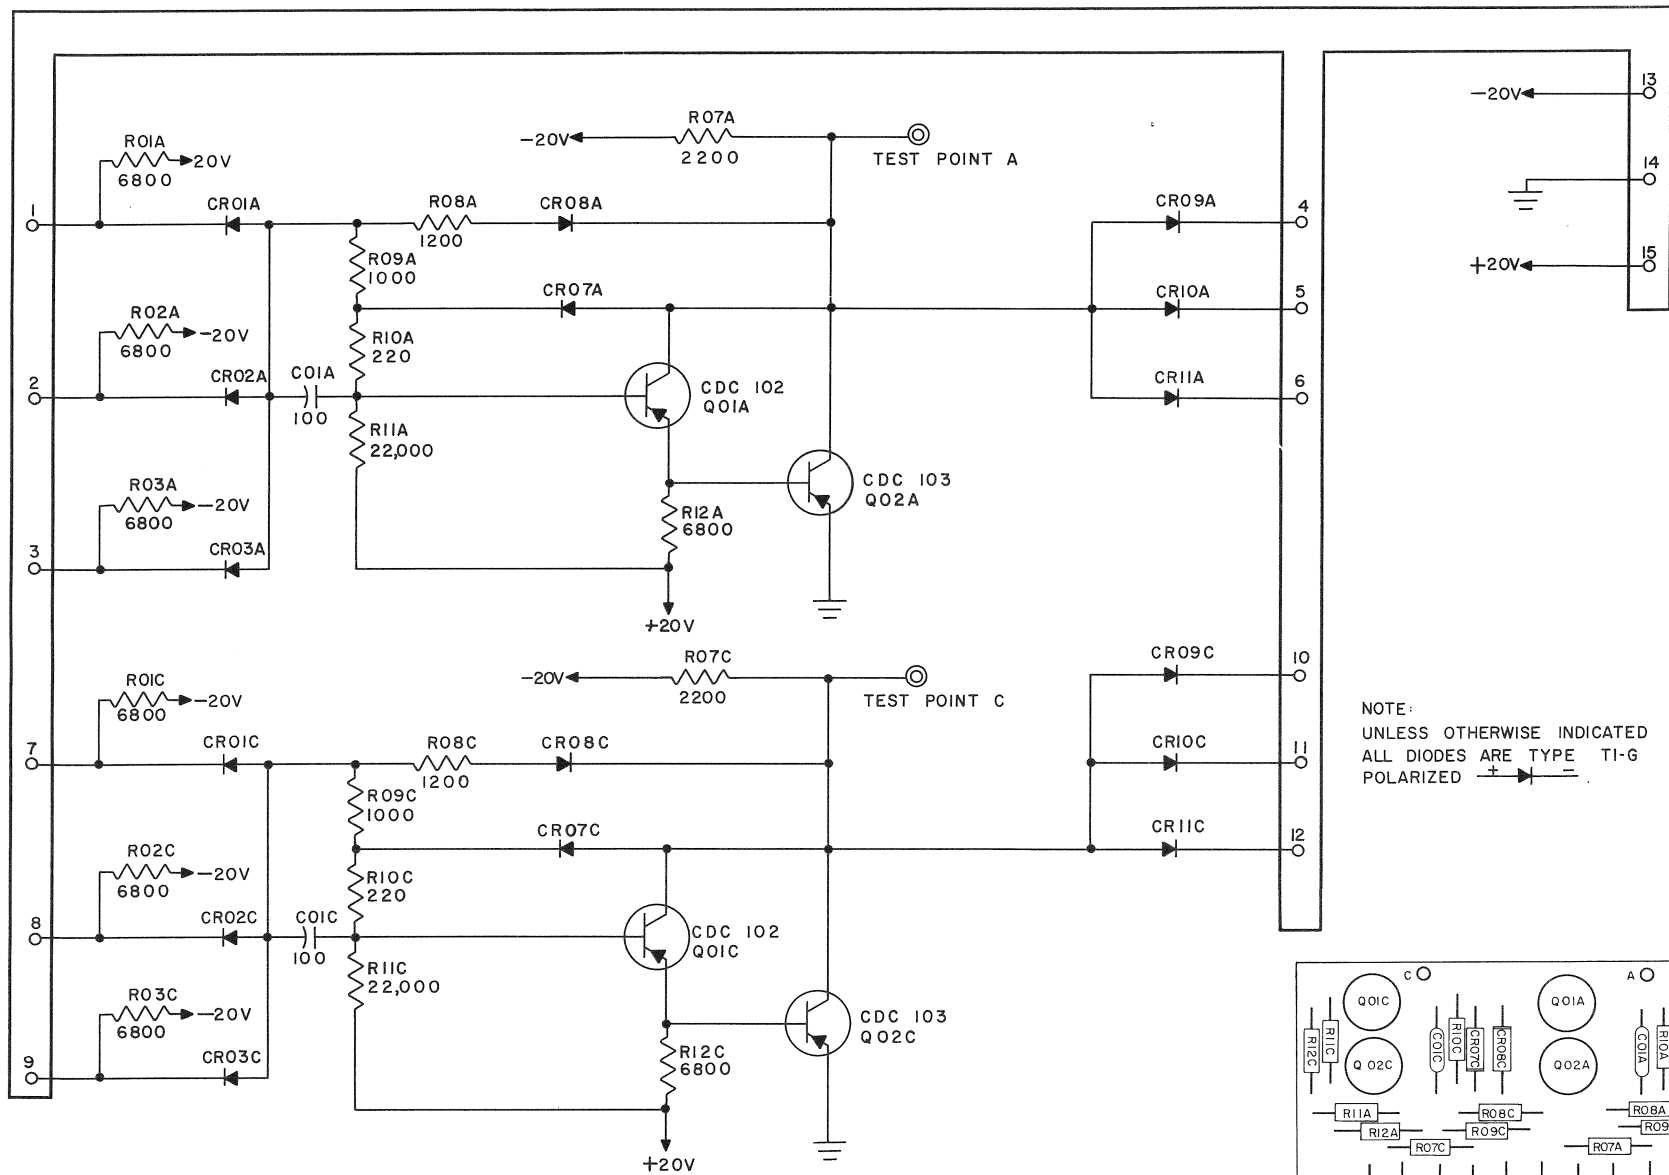 13
-20V
R07A
-20V
2200
TEST POINT A
R01A
20V
6800
14
1
CR01A
R08A
1200
CR08A
CR09A
4
R09A
1000
+20V
15
CR07A
CR10A
5
R02A
-20V
6800
R10A
220
2
CR02A
C01A
100
CDC 102
Q01A
CR11A
6
R11A
22,000
R03A
-20V
6800
CDC 103
Q02A
R12A
6800
3
CR03A
+20V
R07C
-20V
2200
TEST POINT C
CR09C
10
R01C
-20V
6800
NOTE:
UNLESS OTHERWISE INDICATED
ALL DIODES ARE TYPE TI-G
POLARIZED + - .
7
CR01C
R08C
1200
CR08C
CR10C
11
R09C
1000
CR07C
CR11C
12
R02C
-20V
6800
R10C
220
8
CR02C
C01C
100
CDC 102
Q01C
R11C
22,000
R03C
-20V
6800
CDC 103
Q02C
R12C
6800
9
CR03C
+20V
C
A
Q01C
Q01A
R12C
R11C
C01C
R10C
CR07C
CR08C
C01A
R10A
Q02C
Q02A
R11A
R08C
R08A
R12A
R09C
R09
R07C
R07A